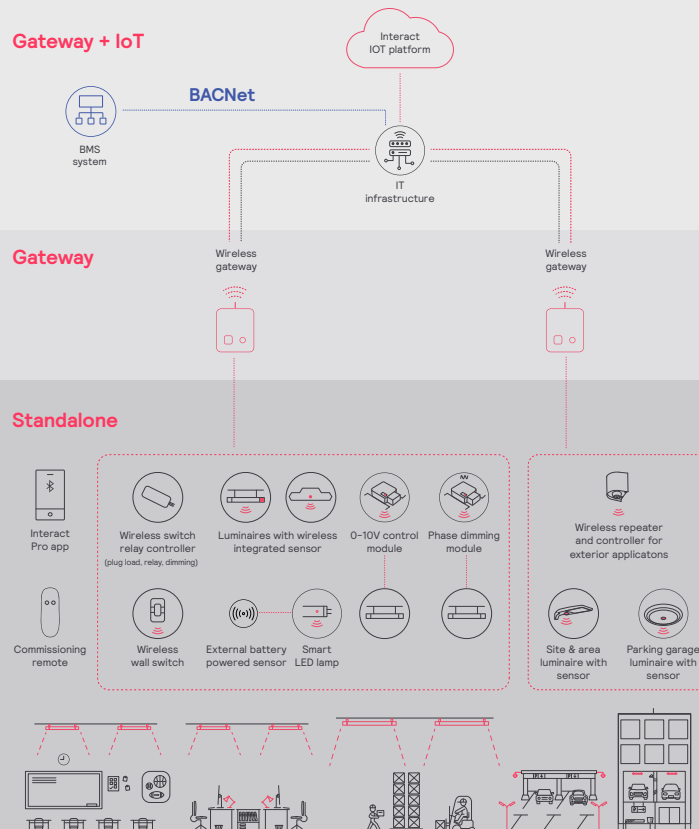 Gateway + IoT
Interact
IOT platform
BACNet
BMS
system
IT
infrastructure
Gateway
Wireless
gateway
Wireless
gateway
Standalone
Interact
Pro app
Wireless switch
relay controller
(plug load, relay, dimming)
Luminaires with wireless
integrated sensor
0-10V control
module
Phase dimming
module
Wireless repeater
and controller for
exterior applicatons
Commissioning
remote
Wireless
wall switch
External battery
powered sensor
Smart
LED lamp
Site & area
luminaire with
sensor
Parking garage
luminaire with
sensor